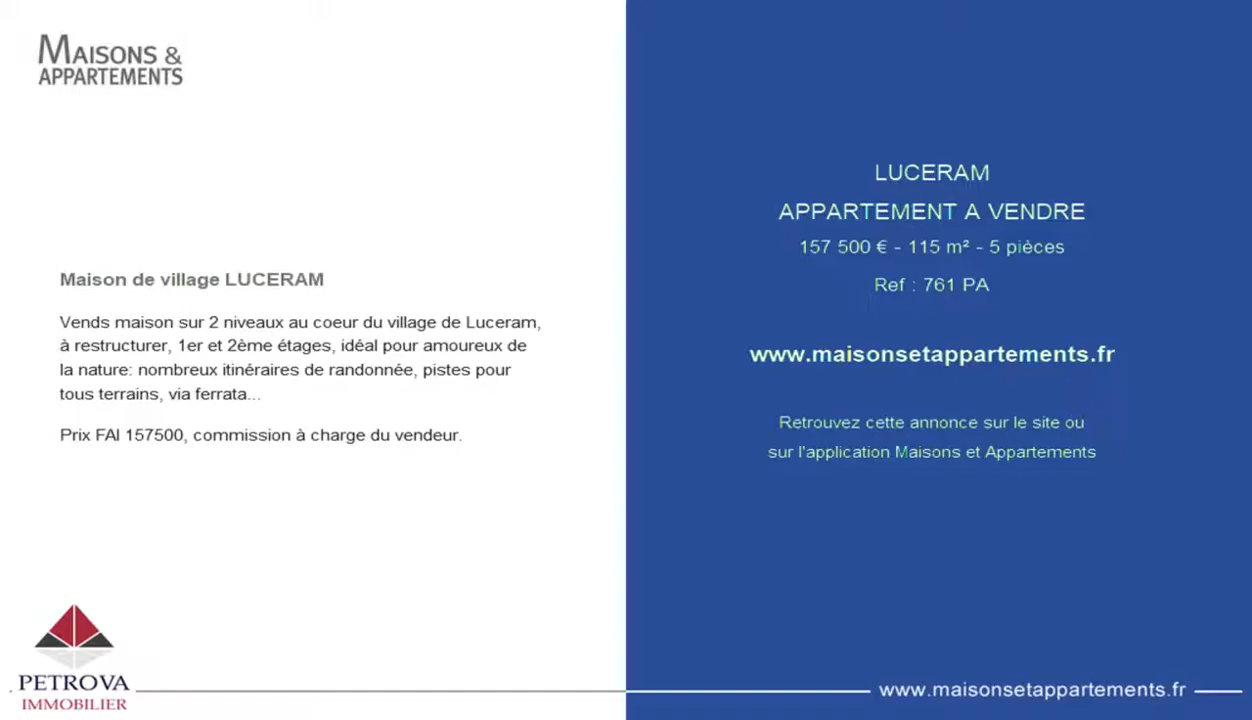 MAISONS &
APPARTEMENTS
Maison de village LUCERAM
Vends maison sur 2 niveaux au coeur du village de Luceram,
à restructurer, 1er et 2ème étages, idéal pour amoureux de
la nature: nombreux itinéraires de randonnée, pistes pour
tous terrains, via ferrata...
Prix FAI 157500, commission à charge du vendeur.
PETROVA
IMMOBILIER
LUCERAM
APPARTEMENT A VENDRE
157 500 € - 115 m² - 5 pièces
Ref : 761 PA
www.maisonsetappartements.fr
Retrouvez cette annonce sur le site ou
sur l'application Maisons et Appartements
www.maisonsetappartements.fr